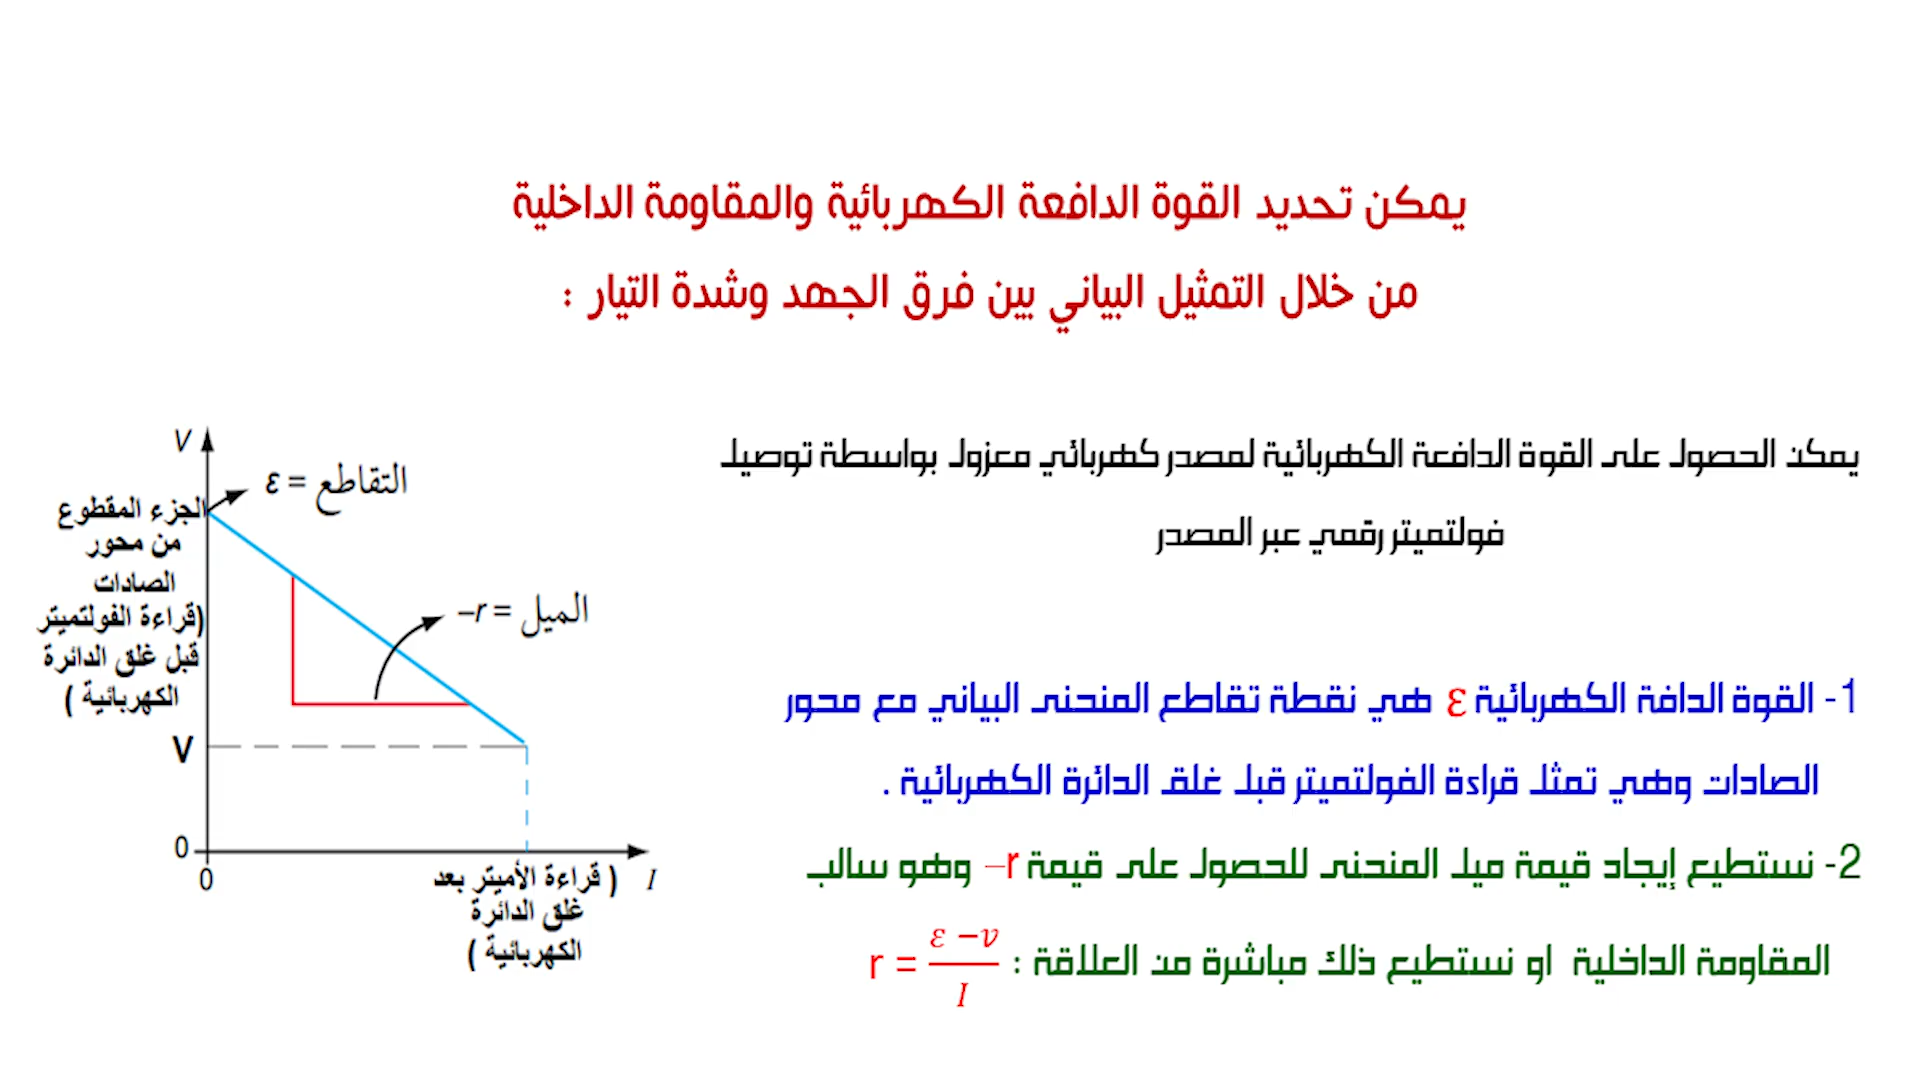 يمكن تحديد القوة الدافعة الكهربائية والمقاومة الداخلية
من خلال التمثيل البياني بين فرق الجهد وشدة التيار :
يمكن الحصول على القوة الدافعة الكهربائية لمصدر كهربائي معزول بواسطة توصيل
فولتميتر رقمي عبر المصدر
1- القوة الدافة الكهربائية ε هي نقطة تقاطع المنحنى البياني مع محور
الصادات وهي تمثل قراءة الفولتميتر قبل غلق الدائرة الكهربائية .
2- نستطيع إيجاد قيمة ميل المنحنى للحصول على قيمة –r وهو سالب
المقاومة الداخلية او نستطيع ذلك مباشرة من العلاقة : r = (ε – v) / I
V
التقاطع = ε
الجزء المقطوع
من محور
الصادات
(قراءة الفولتميتر
قبل غلق الدائرة
الكهربائية )
الميل = –r
V
0
0
( قراءة الأميتر بعد
غلق الدائرة
الكهربائية )
I